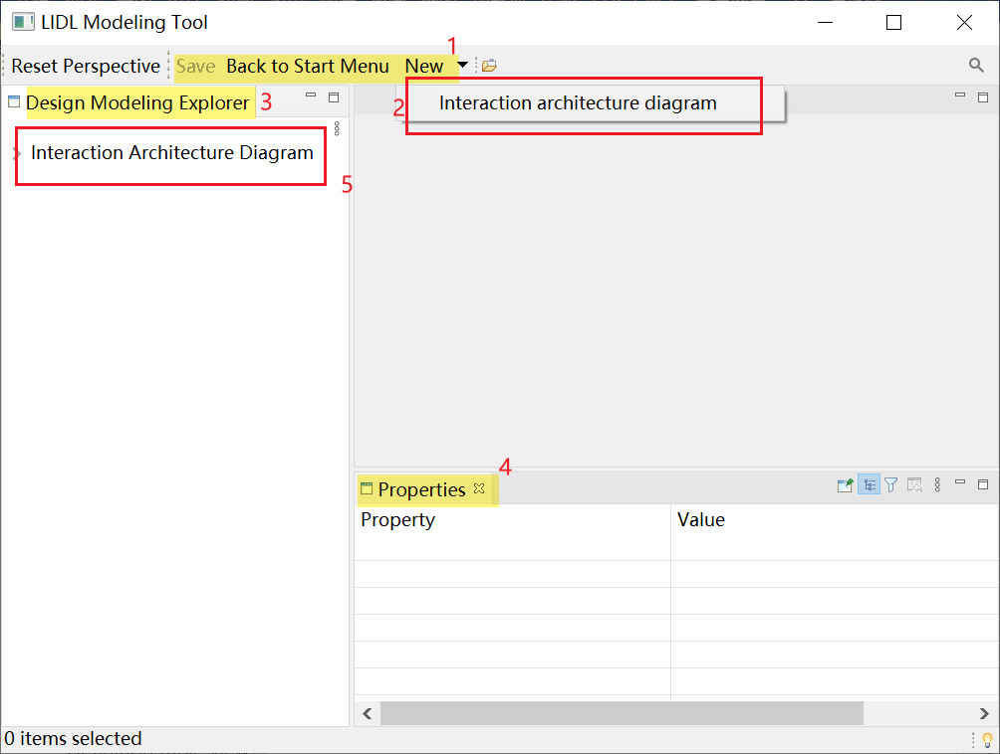 LIDL Modeling Tool
1
Reset Perspective Save Back to Start Menu New
Design Modeling Explorer 3
2 Interaction architecture diagram
Interaction Architecture Diagram
5
4
Properties
Property Value
0 items selected